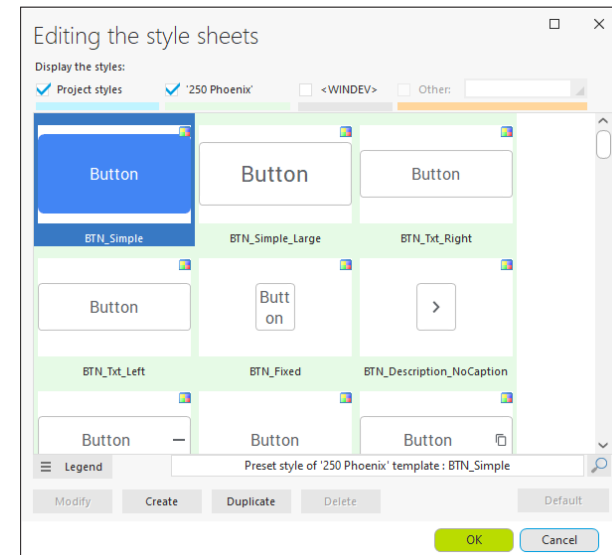 Editing the style sheets
Display the styles:
Project styles '250 Phoenix' <WINDEV> Other:
Button Button Button
BTN_Simple BTN_Simple_Large BTN_Txt_Right
Button Butt
on
BTN_Txt_Left BTN_Fixed BTN_Description_NoCaption
Button Button Button
Legend Preset style of '250 Phoenix' template : BTN_Simple
Modify Create Duplicate Delete Default
OK Cancel